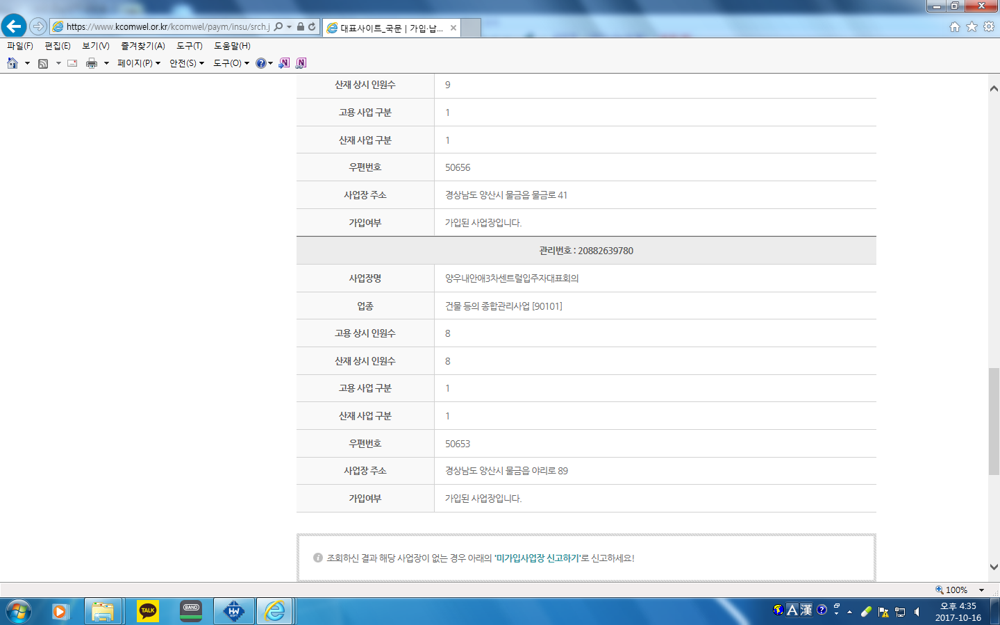 https://www.kcomwel.or.kr/kcomwel/paym/insu/srch.j
대표사이트_국문 | 가입·납...
파일(F) 편집(E) 보기(V) 즐겨찾기(A) 도구(T) 도움말(H)
페이지(P) 안전(S) 도구(O)
산재 상시 인원수 9
고용 사업 구분 1
산재 사업 구분 1
우편번호 50656
사업장 주소 경상남도 양산시 물금읍 물금로 41
가입여부 가입된 사업장입니다.
관리번호 : 20882639780
사업장명 양우내안애3차센트럴입주자대표회의
업종 건물 등의 종합관리사업 [90101]
고용 상시 인원수 8
산재 상시 인원수 8
고용 사업 구분 1
산재 사업 구분 1
우편번호 50653
사업장 주소 경상남도 양산시 물금읍 야리로 89
가입여부 가입된 사업장입니다.
조회하신 결과 해당 사업장이 없는 경우 아래의 '미가입사업장 신고하기'로 신고하세요!
100%
TALK
BAND
HW
A 漢
오후 4:35
2017-10-16